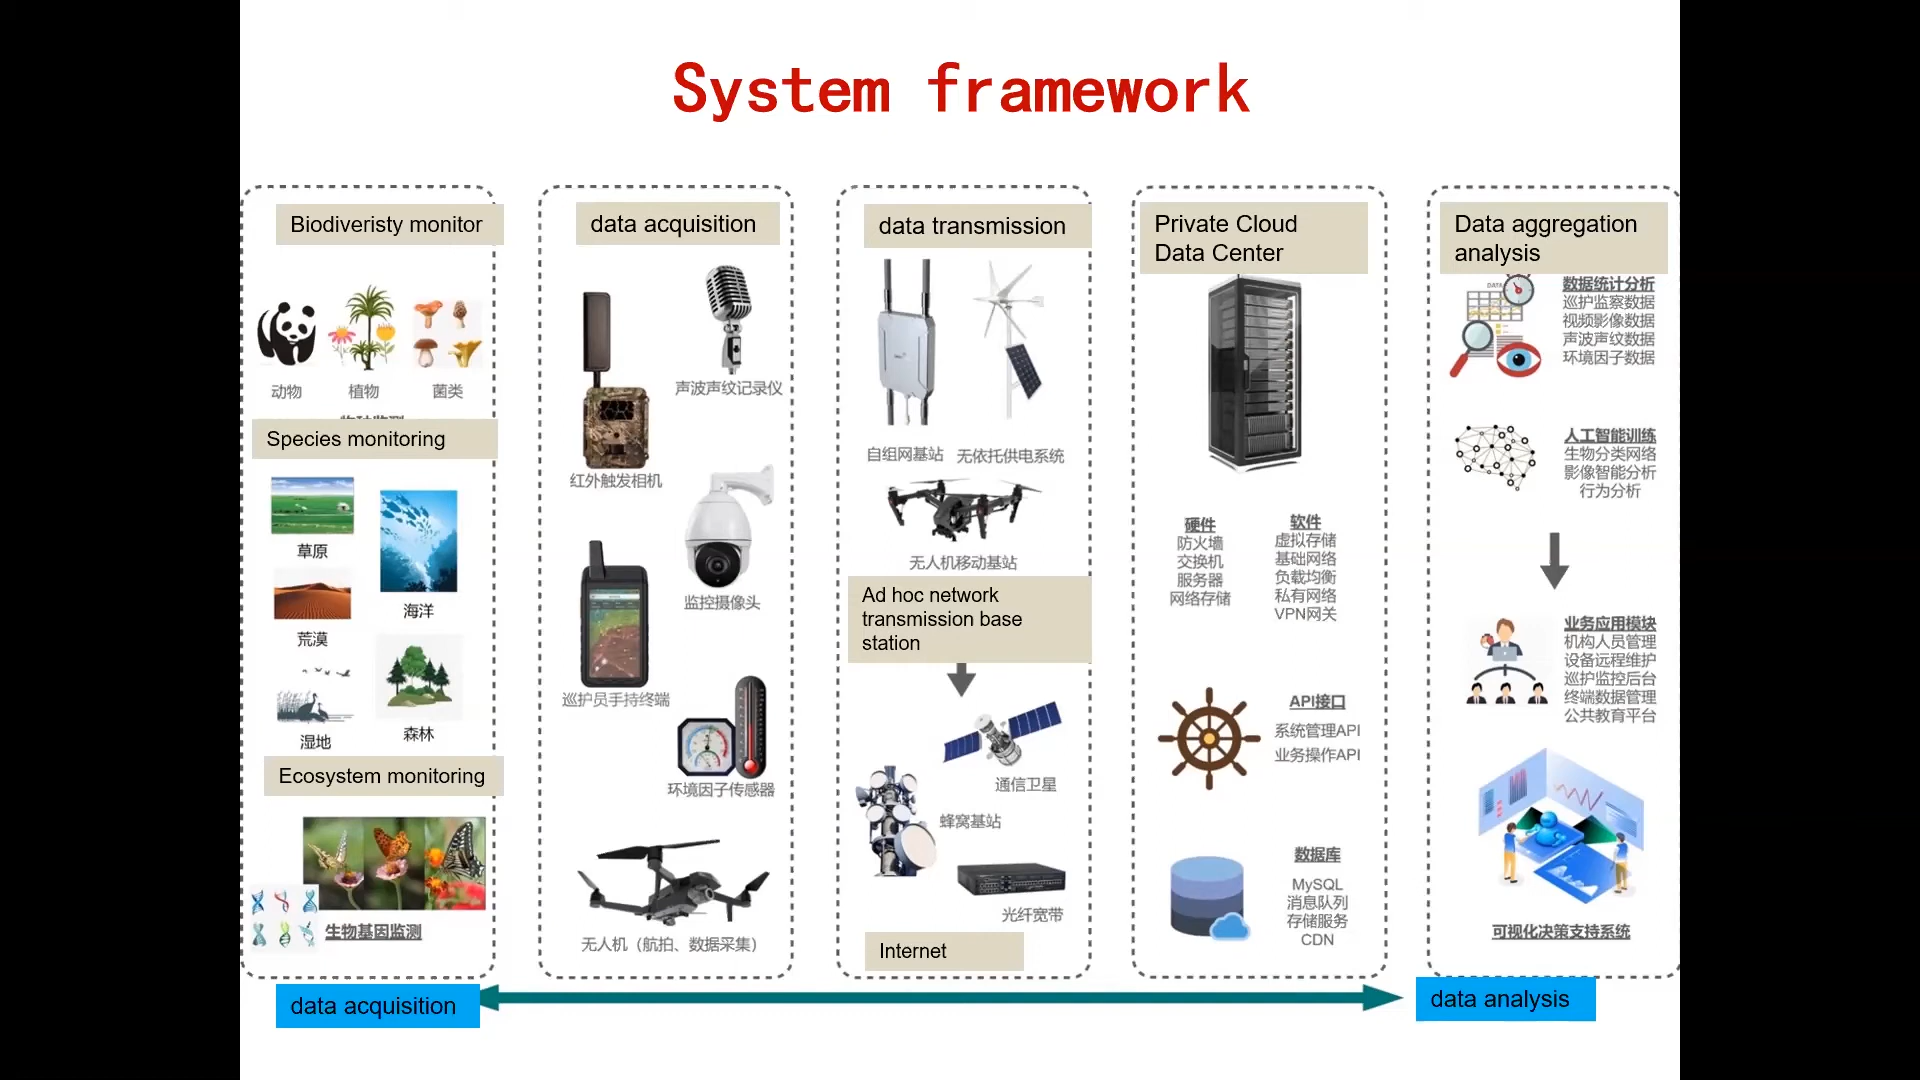 System framework
Biodiveristy monitor
动物
植物
菌类
Species monitoring
草原
海洋
荒漠
湿地
森林
Ecosystem monitoring
生物基因监测
data acquisition
声波声纹记录仪
红外触发相机
监控摄像头
巡护员手持终端
环境因子传感器
无人机（航拍、数据采集）
data transmission
自组网基站
无依托供电系统
无人机移动基站
Ad hoc network
transmission base
station
通信卫星
蜂窝基站
光纤宽带
Internet
Private Cloud
Data Center
硬件
防火墙
交换机
服务器
网络存储
软件
虚拟存储
基础网络
负载均衡
私有网络
VPN网关
API接口
系统管理API
业务操作API
数据库
MySQL
消息队列
存储服务
CDN
Data aggregation
analysis
DATA
数据统计分析
巡护监察数据
视频影像数据
声波声纹数据
环境因子数据
人工智能训练
生物分类网络
影像智能分析
行为分析
业务应用模块
机构人员管理
设备远程维护
巡护监控后台
终端数据管理
公共教育平台
可视化决策支持系统
data acquisition
data analysis